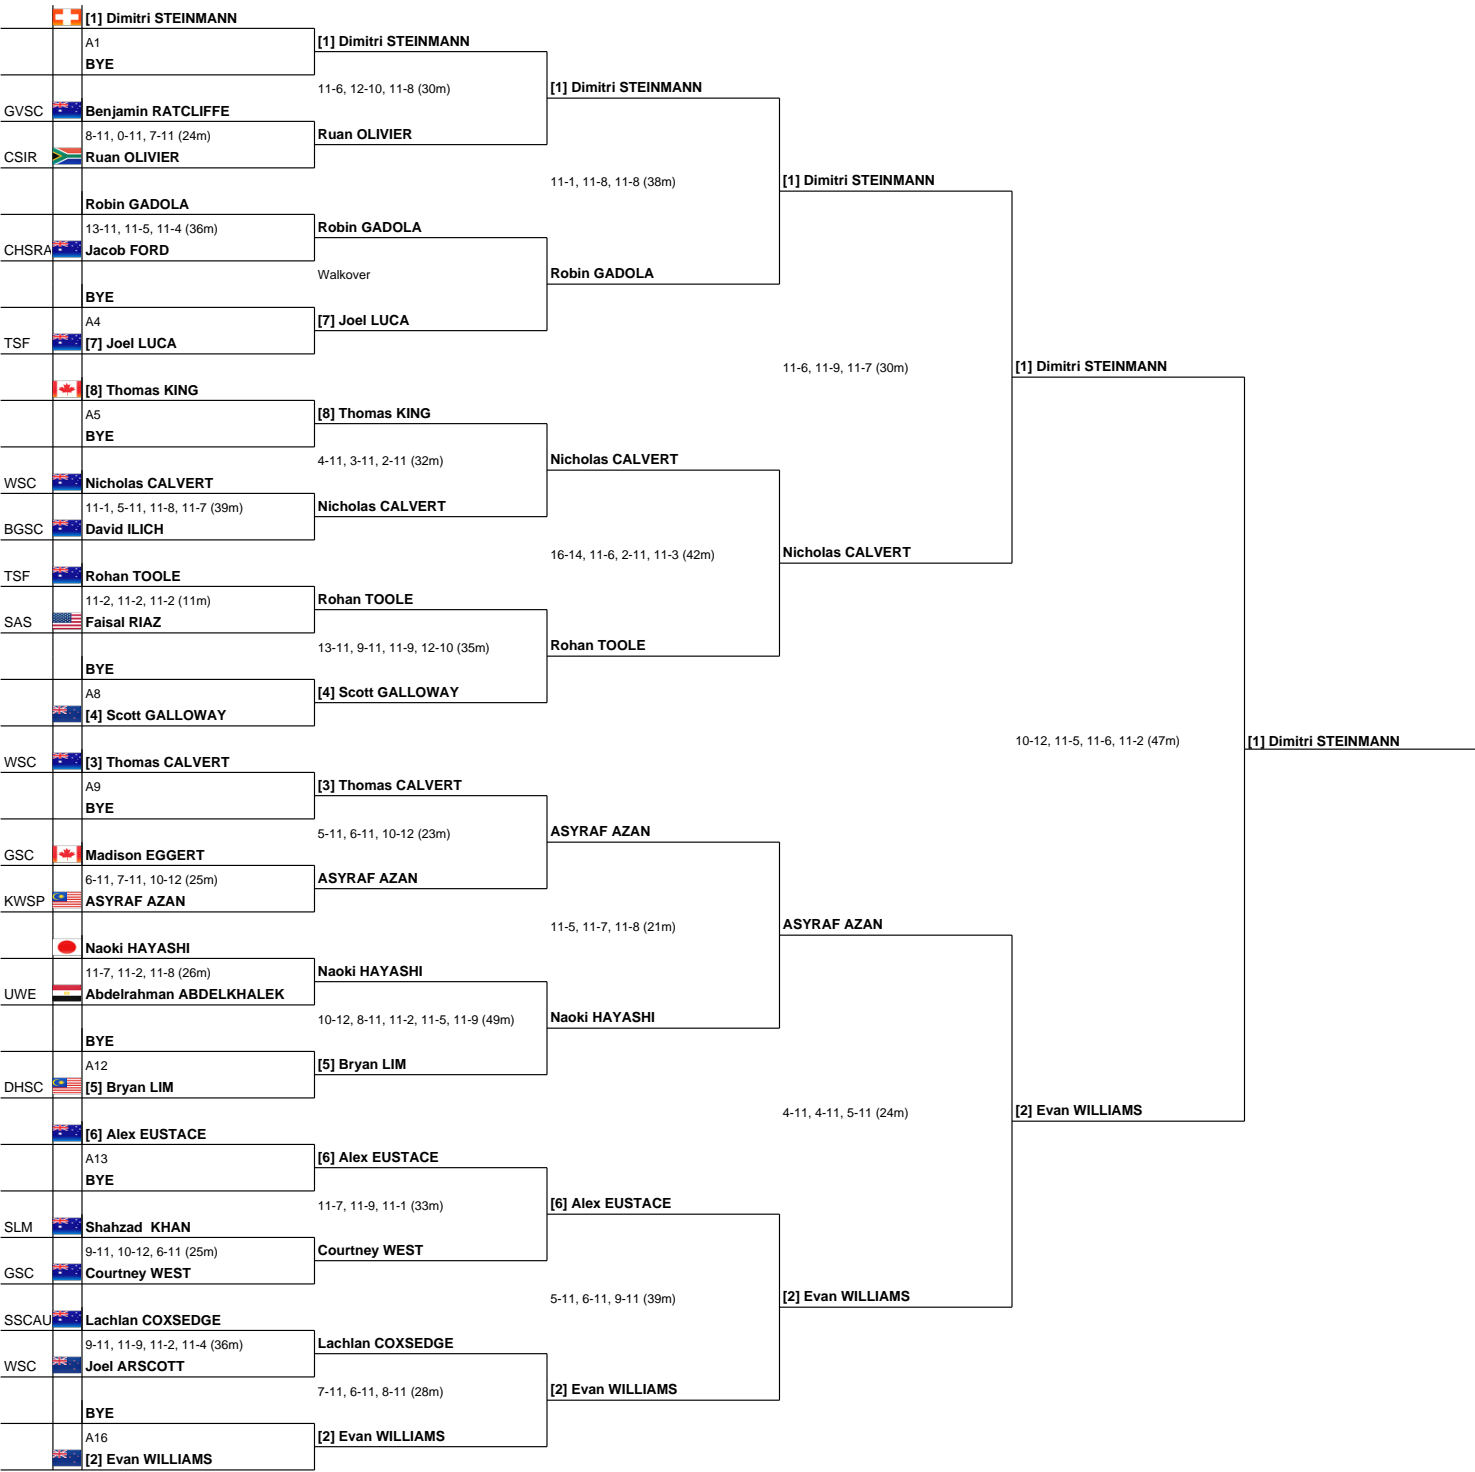 [1] Dimitri STEINMANN
A1
BYE
GVSC Benjamin RATCLIFFE
8-11, 0-11, 7-11 (24m)
CSIR Ruan OLIVIER
Robin GADOLA
13-11, 11-5, 11-4 (36m)
CHSRA Jacob FORD
BYE
A4
TSF [7] Joel LUCA
[8] Thomas KING
A5
BYE
WSC Nicholas CALVERT
11-1, 5-11, 11-8, 11-7 (39m)
BGSC David ILICH
TSF Rohan TOOLE
11-2, 11-2, 11-2 (11m)
SAS Faisal RIAZ
BYE
A8
[4] Scott GALLOWAY
WSC [3] Thomas CALVERT
A9
BYE
GSC Madison EGGERT
6-11, 7-11, 10-12 (25m)
KWSP ASYRAF AZAN
Naoki HAYASHI
11-7, 11-2, 11-8 (26m)
UWE Abdelrahman ABDELKHALEK
BYE
A12
DHSC [5] Bryan LIM
[6] Alex EUSTACE
A13
BYE
SLM Shahzad KHAN
9-11, 10-12, 6-11 (25m)
GSC Courtney WEST
SSCAU Lachlan COXSEDGE
9-11, 11-9, 11-2, 11-4 (36m)
WSC Joel ARSCOTT
BYE
A16
[2] Evan WILLIAMS
[1] Dimitri STEINMANN
11-6, 12-10, 11-8 (30m)
Ruan OLIVIER
Robin GADOLA
Walkover
[7] Joel LUCA
[8] Thomas KING
4-11, 3-11, 2-11 (32m)
Nicholas CALVERT
Rohan TOOLE
13-11, 9-11, 11-9, 12-10 (35m)
[4] Scott GALLOWAY
[3] Thomas CALVERT
5-11, 6-11, 10-12 (23m)
ASYRAF AZAN
Naoki HAYASHI
10-12, 8-11, 11-2, 11-5, 11-9 (49m)
[5] Bryan LIM
[6] Alex EUSTACE
11-7, 11-9, 11-1 (33m)
Courtney WEST
Lachlan COXSEDGE
7-11, 6-11, 8-11 (28m)
[2] Evan WILLIAMS
[1] Dimitri STEINMANN
11-1, 11-8, 11-8 (38m)
Robin GADOLA
Nicholas CALVERT
16-14, 11-6, 2-11, 11-3 (42m)
Rohan TOOLE
ASYRAF AZAN
11-5, 11-7, 11-8 (21m)
Naoki HAYASHI
[6] Alex EUSTACE
5-11, 6-11, 9-11 (39m)
[2] Evan WILLIAMS
[1] Dimitri STEINMANN
11-6, 11-9, 11-7 (30m)
Nicholas CALVERT
ASYRAF AZAN
4-11, 4-11, 5-11 (24m)
[2] Evan WILLIAMS
[1] Dimitri STEINMANN
10-12, 11-5, 11-6, 11-2 (47m)
[2] Evan WILLIAMS
[1] Dimitri STEINMANN